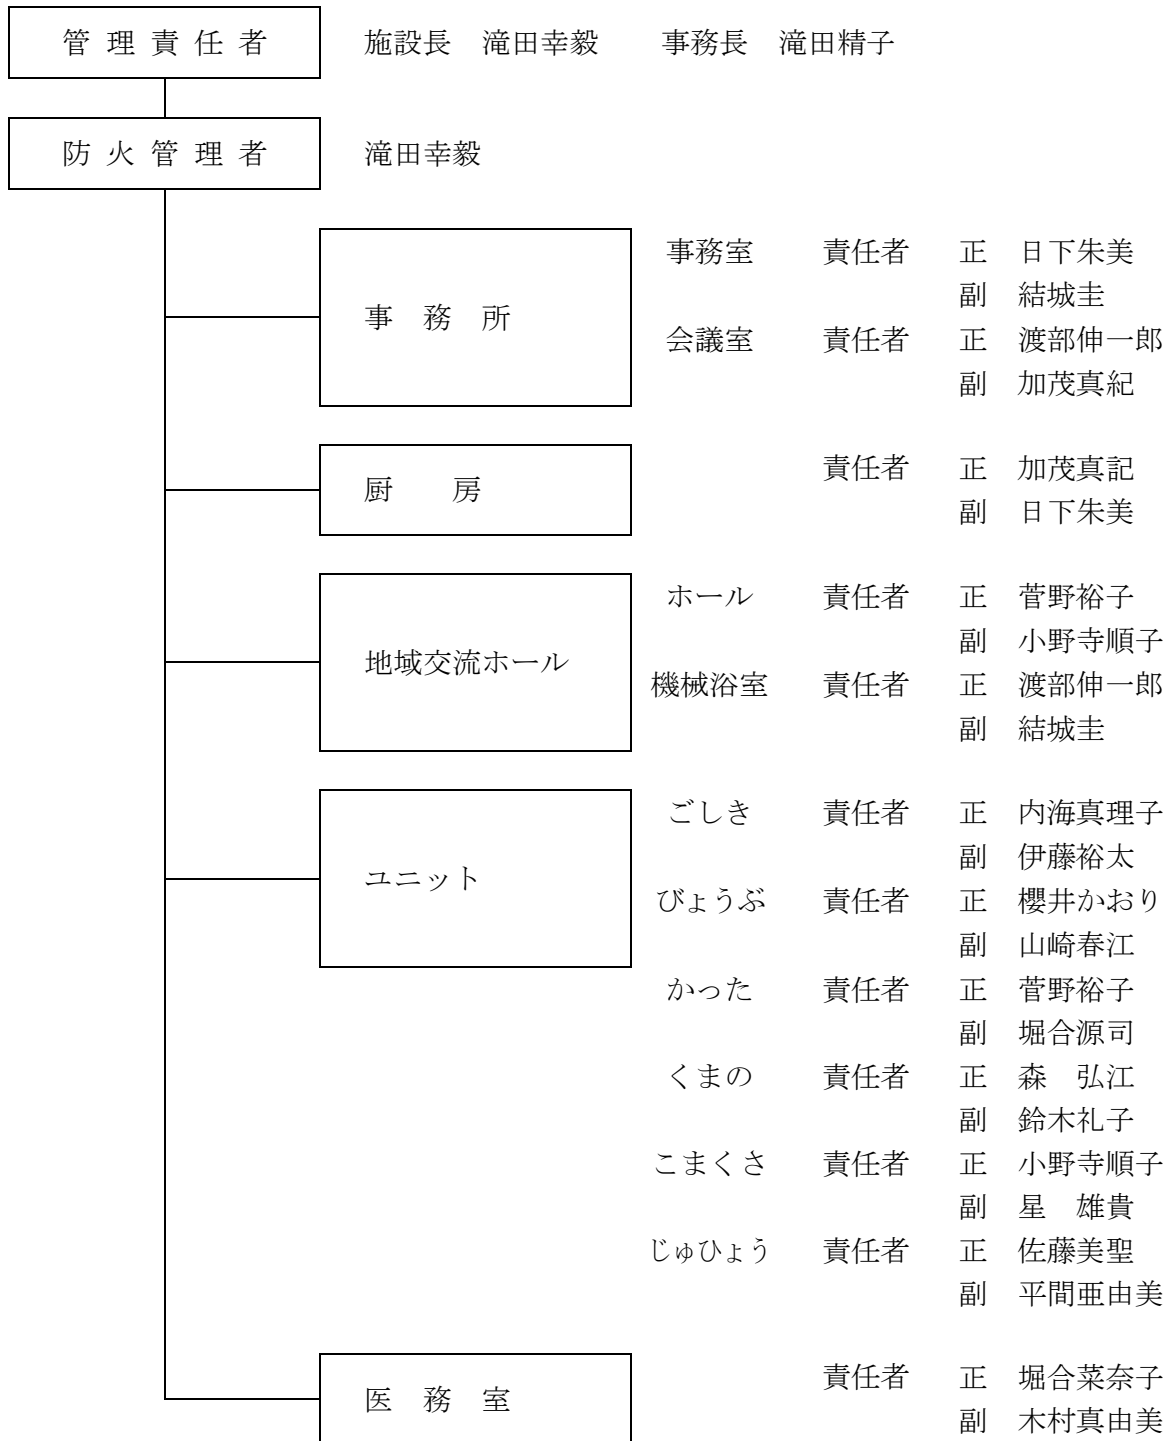 管理責任者　施設長　滝田幸毅　事務長　滝田精子
防火管理者　滝田幸毅
事務所
事務室　責任者　正　日下朱美
副　結城圭
会議室　責任者　正　渡部伸一郎
副　加茂真紀
厨房
責任者　正　加茂真記
副　日下朱美
地域交流ホール
ホール　責任者　正　菅野裕子
副　小野寺順子
機械浴室　責任者　正　渡部伸一郎
副　結城圭
ユニット
ごしき　責任者　正　内海真理子
副　伊藤裕太
びょうぶ　責任者　正　櫻井かおり
副　山崎春江
かった　責任者　正　菅野裕子
副　堀合源司
くまの　責任者　正　森　弘江
副　鈴木礼子
こまくさ　責任者　正　小野寺順子
副　星　雄貴
じゅひょう　責任者　正　佐藤美聖
副　平間亜由美
医務室
責任者　正　堀合菜奈子
副　木村真由美